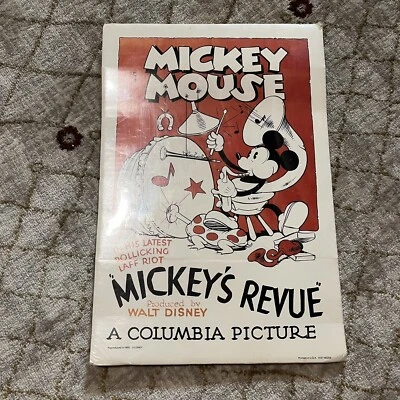 MICKEY
MOUSE
HIS LATEST
ROLLICKING
LAFF RIOT
"MICKEY'S REVUE"
Produced by
WALT DISNEY
A COLUMBIA PICTURE